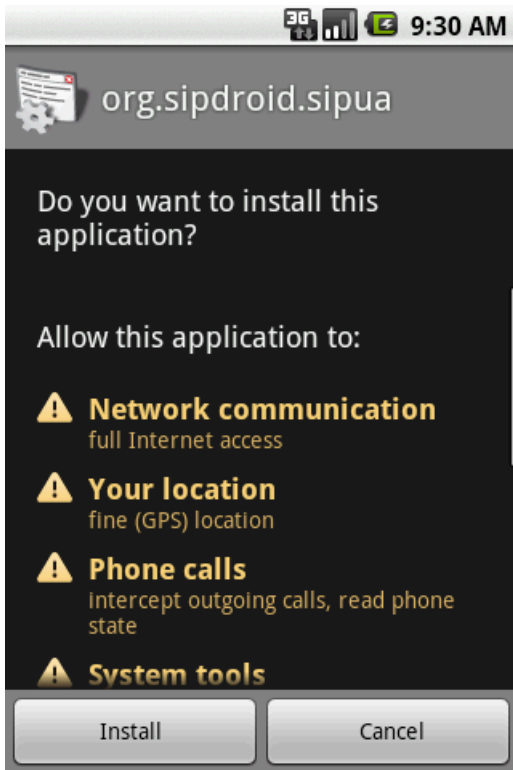 3G 9:30 AM
org.sipdroid.sipua
Do you want to install this
application?
Allow this application to:
Network communication
full Internet access
Your location
fine (GPS) location
Phone calls
intercept outgoing calls, read phone
state
System tools
Install Cancel